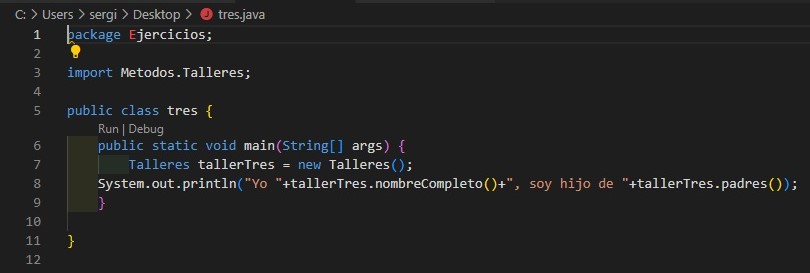 C: > Users > sergi > Desktop > tres.java
1 package Ejercicios;
2
3 import Metodos.Talleres;
4
5 public class tres {
Run | Debug
6 public static void main(String[] args) {
7 Talleres tallerTres = new Talleres();
8 System.out.println("Yo "+tallerTres.nombreCompleto()+", soy hijo de "+tallerTres.padres());
9 }
10
11 }
12